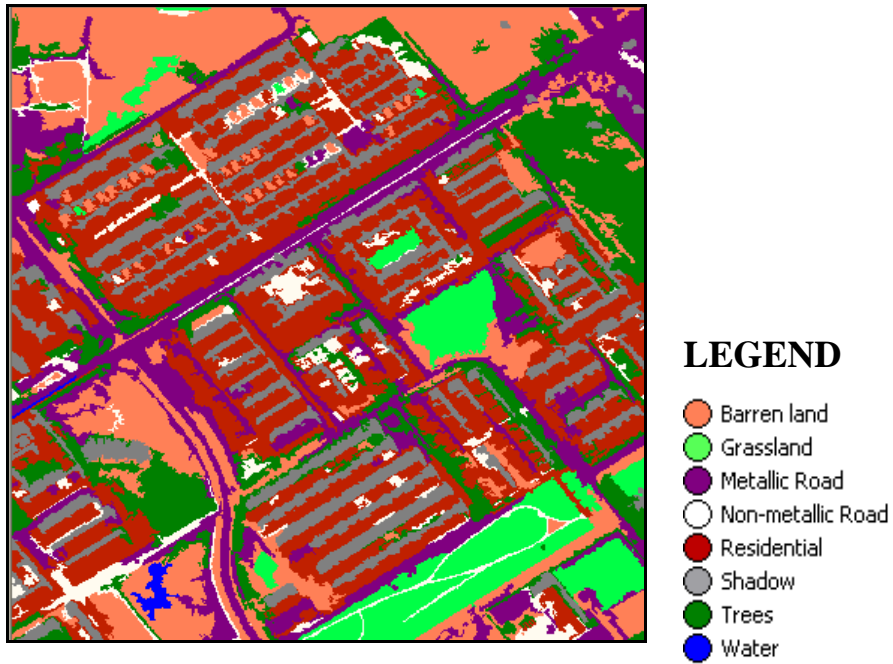 LEGEND
Barren land
Grassland
Metallic Road
Non-metallic Road
Residential
Shadow
Trees
Water